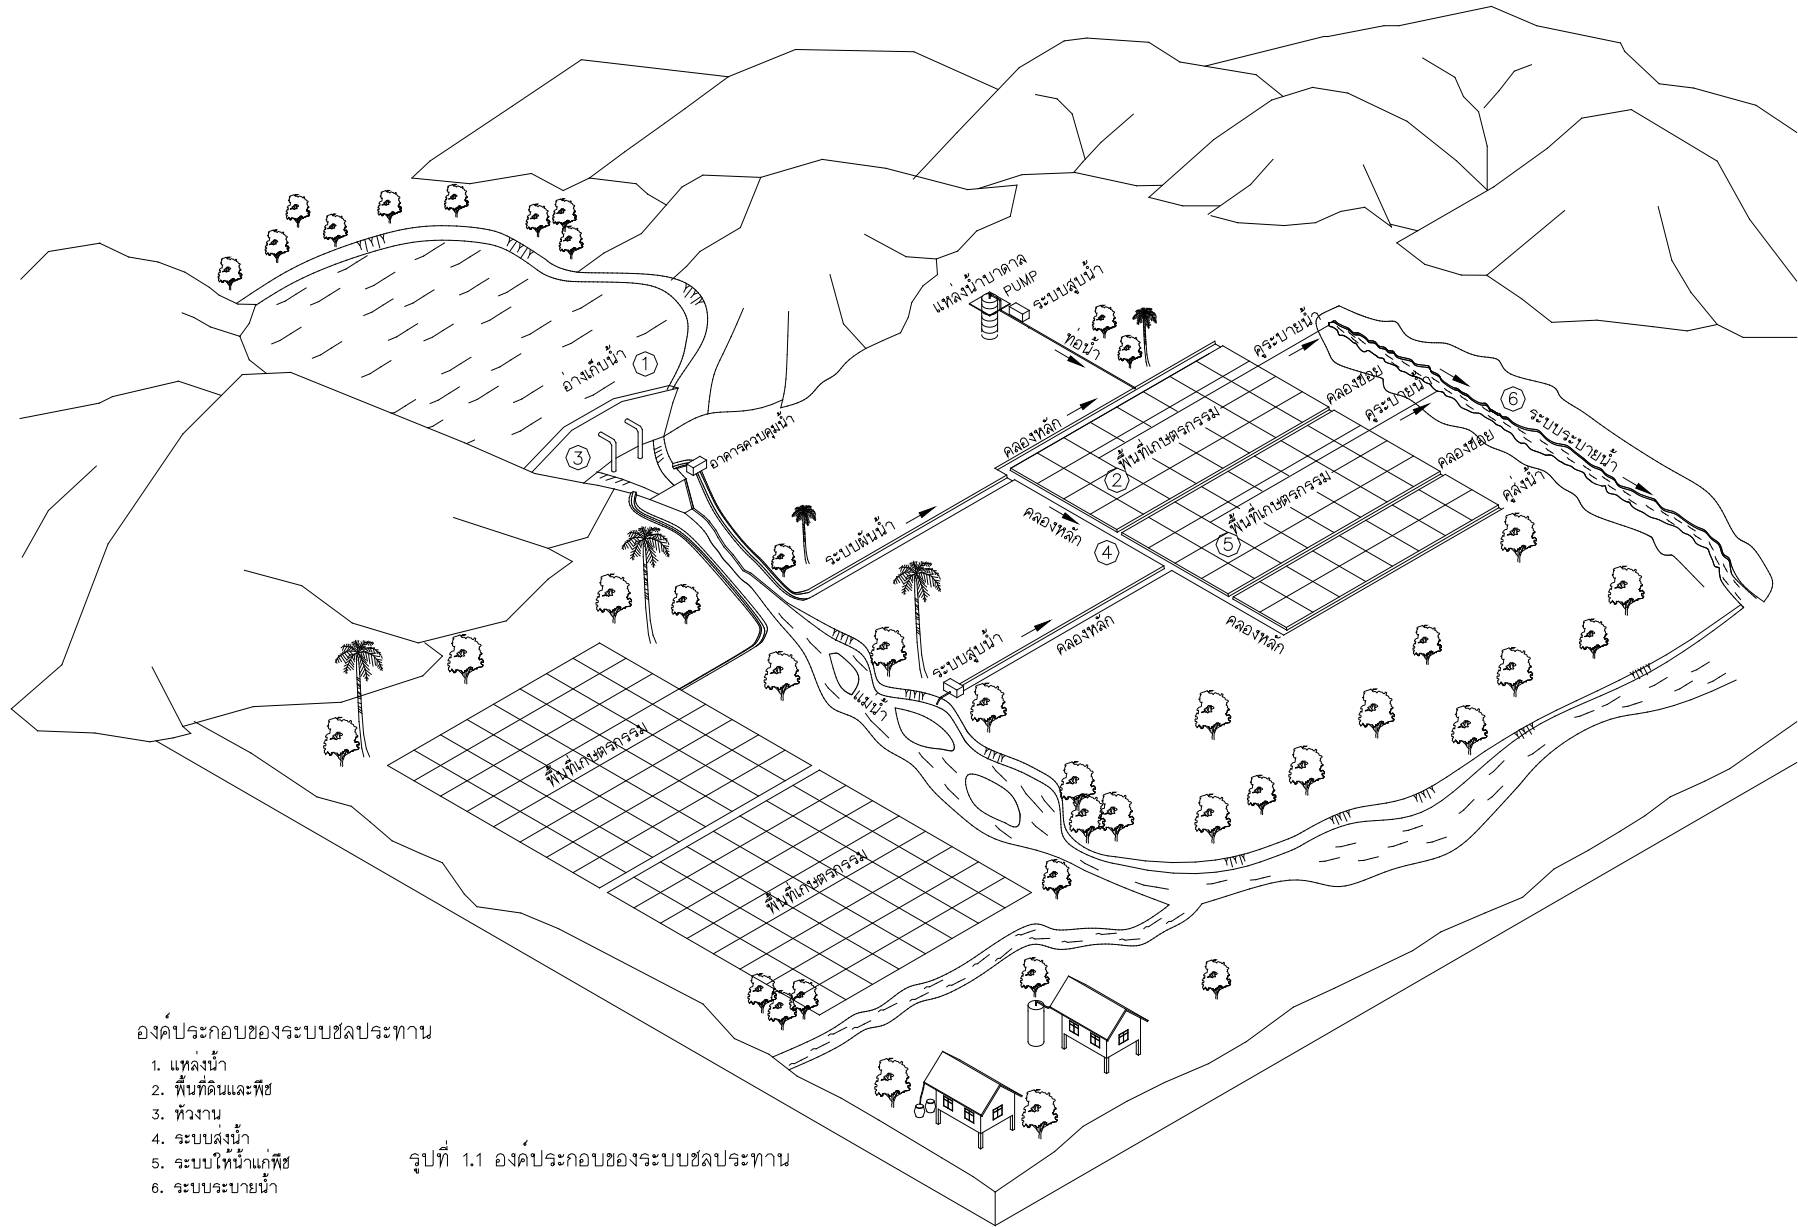 แหล่งน้ำบาดาล
PUMP
ระบบสูบน้ำ
ท่อน้ำ
คูระบายน้ำ
อ่างเก็บน้ำ
1
คลองซอย
คูระบายน้ำ
6
ระบบระบายน้ำ
อาคารควบคุมน้ำ
คลองหลัก
พื้นที่เกษตรกรรม
2
3
คลองซอย
คูส่งน้ำ
พื้นที่เกษตรกรรม
5
ระบบผันน้ำ
คลองหลัก
4
ระบบสูบน้ำ
คลองหลัก
คลองหลัก
แม่น้ำ
พื้นที่เกษตรกรรม
พื้นที่เกษตรกรรม
องค์ประกอบของระบบชลประทาน
1. แหล่งน้ำ
2. พื้นที่ดินและพืช
3. หัวงาน
4. ระบบส่งน้ำ
5. ระบบให้น้ำแก่พืช
6. ระบบระบายน้ำ
รูปที่ 1.1 องค์ประกอบของระบบชลประทาน